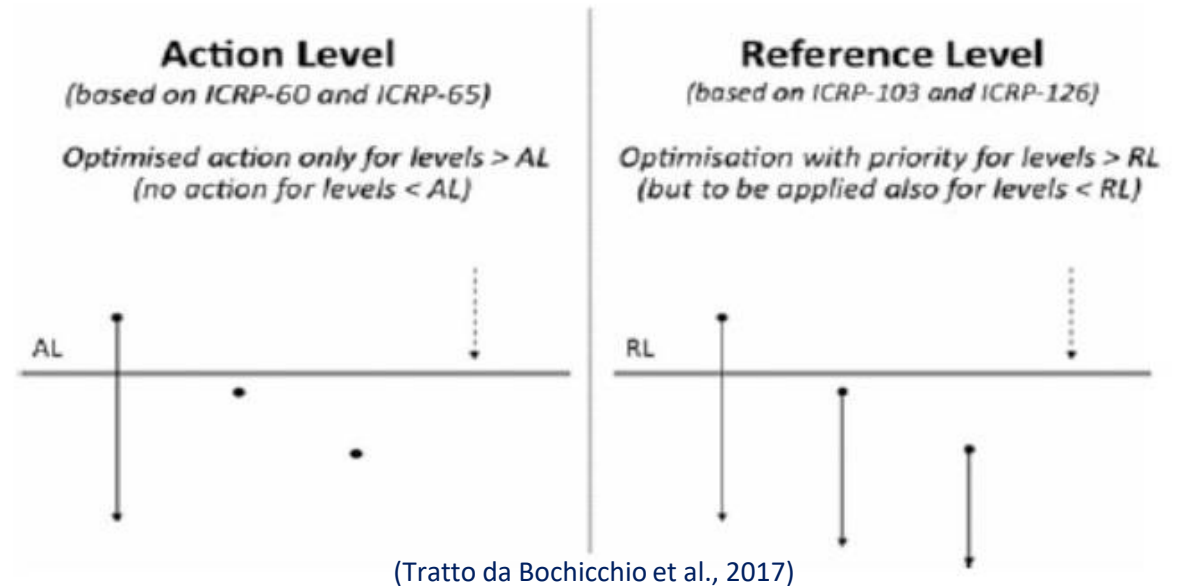 Action Level
(based on ICRP-60 and ICRP-65)
Optimised action only for levels > AL
(no action for levels < AL)
AL
Reference Level
(based on ICRP-103 and ICRP-126)
Optimisation with priority for levels > RL
(but to be applied also for levels < RL)
RL
(Tratto da Bochicchio et al., 2017)